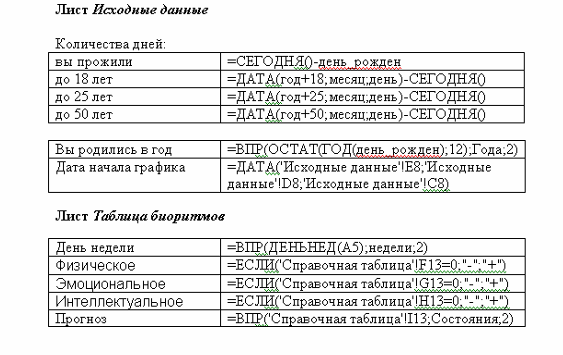 Лист Исходные данные
Количества дней:
вы прожили =СЕГОДНЯ()-день_рожден
до 18 лет =ДАТА(год+18;месяц;день)-СЕГОДНЯ()
до 25 лет =ДАТА(год+25;месяц;день)-СЕГОДНЯ()
до 50 лет =ДАТА(год+50;месяц;день)-СЕГОДНЯ()
Вы родились в год =ВПР(ОСТАТ(ГОД(день_рожден);12);Года;2)
Дата начала графика =ДАТА('Исходные данные'!E8;'Исходные
данные'!D8;'Исходные данные'!C8)
Лист Таблица биоритмов
День недели =ВПР(ДЕНЬНЕД(A5);недели;2)
Физическое =ЕСЛИ('Справочная таблица'!F13=0;"-";"+")
Эмоциональное =ЕСЛИ('Справочная таблица'!G13=0;"-";"+")
Интеллектуальное =ЕСЛИ('Справочная таблица'!H13=0;"-";"+")
Прогноз =ВПР('Справочная таблица'!I13;Состояния;2)